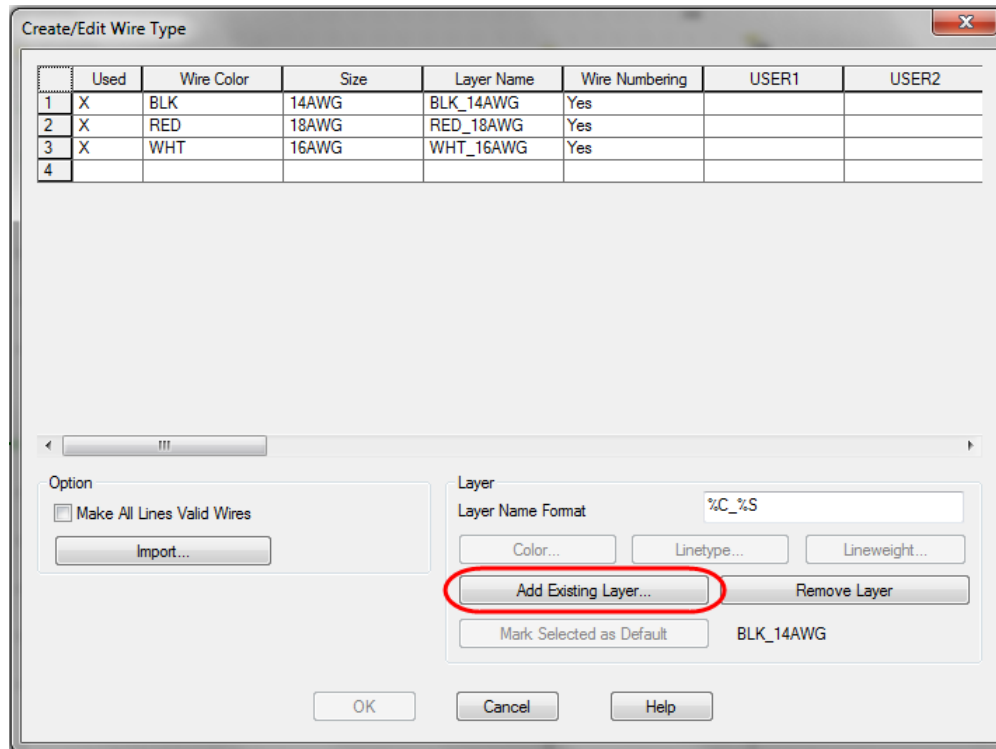 Create/Edit Wire Type
Used Wire Color Size Layer Name Wire Numbering USER1 USER2
1 X BLK 14AWG BLK_14AWG Yes
2 X RED 18AWG RED_18AWG Yes
3 X WHT 16AWG WHT_16AWG Yes
4
Option
Make All Lines Valid Wires
Import...
Layer
Layer Name Format %C_%S
Color... Linetype... Lineweight...
Add Existing Layer... Remove Layer
Mark Selected as Default BLK_14AWG
OK Cancel Help